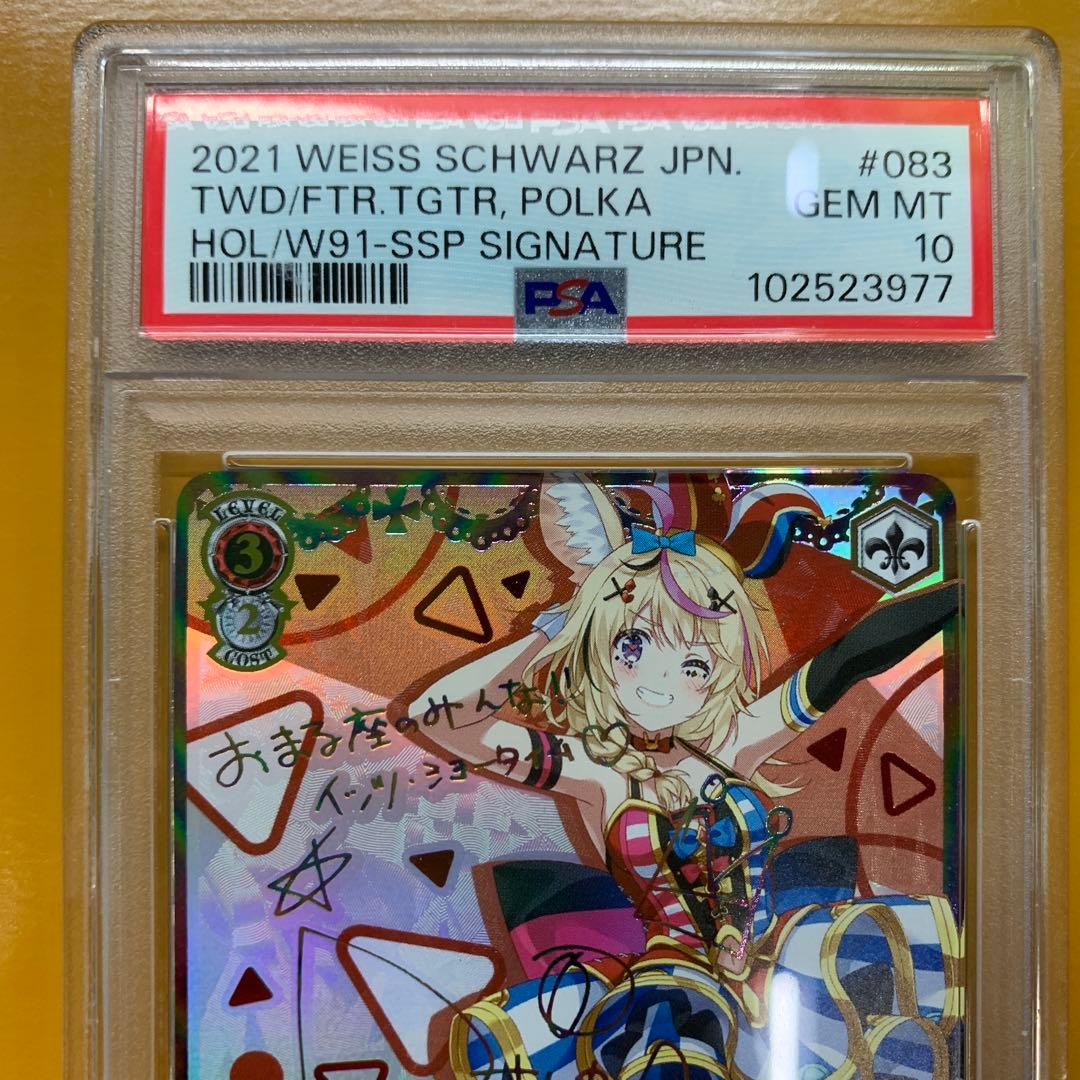 2021 WEISS SCHWARZ JPN. #083
TWD/FTR.TGTR, POLKA GEM MT
HOL/W91-SSP SIGNATURE 10
PSA 102523977
LEVEL
3
2
COST
おまる座のみんな!!
イッツ・ショータイム♡